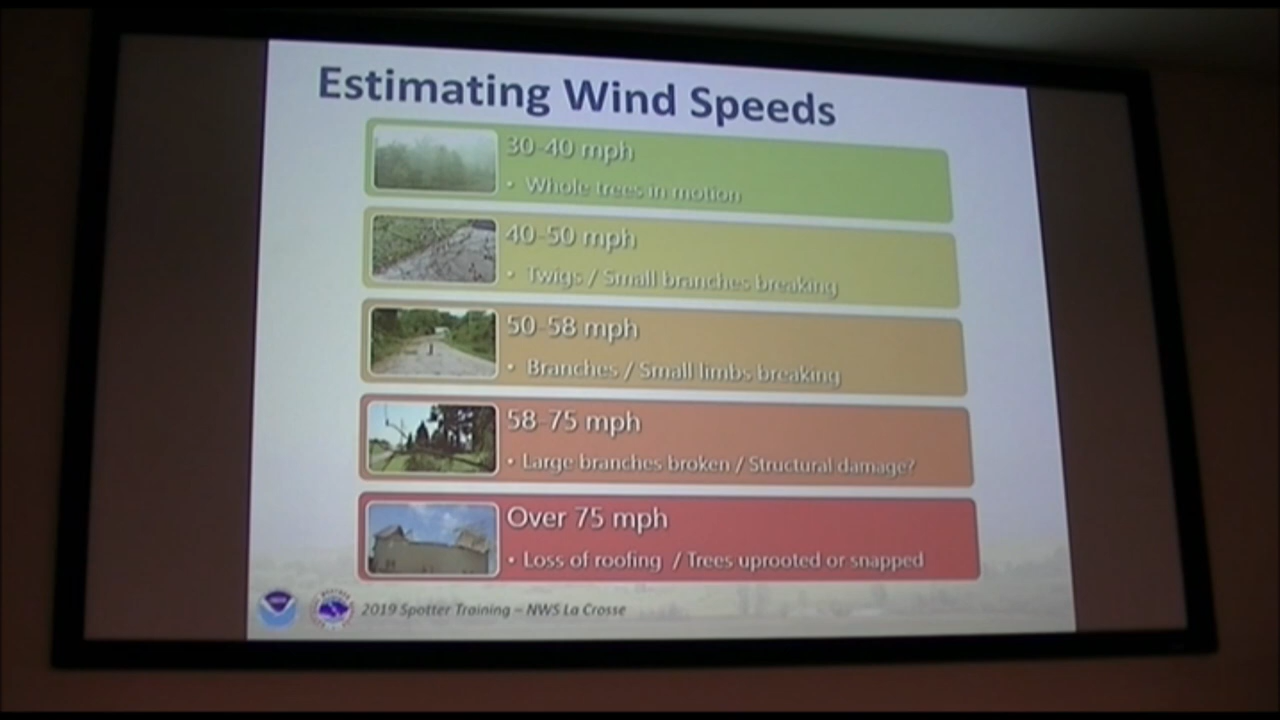 Estimating Wind Speeds
30-40 mph
• Whole trees in motion
40-50 mph
• Twigs / Small branches breaking
50-58 mph
• Branches / Small limbs breaking
58-75 mph
• Large branches broken / Structural damage?
Over 75 mph
• Loss of roofing / Trees uprooted or snapped
2019 Spotter Training – NWS La Crosse